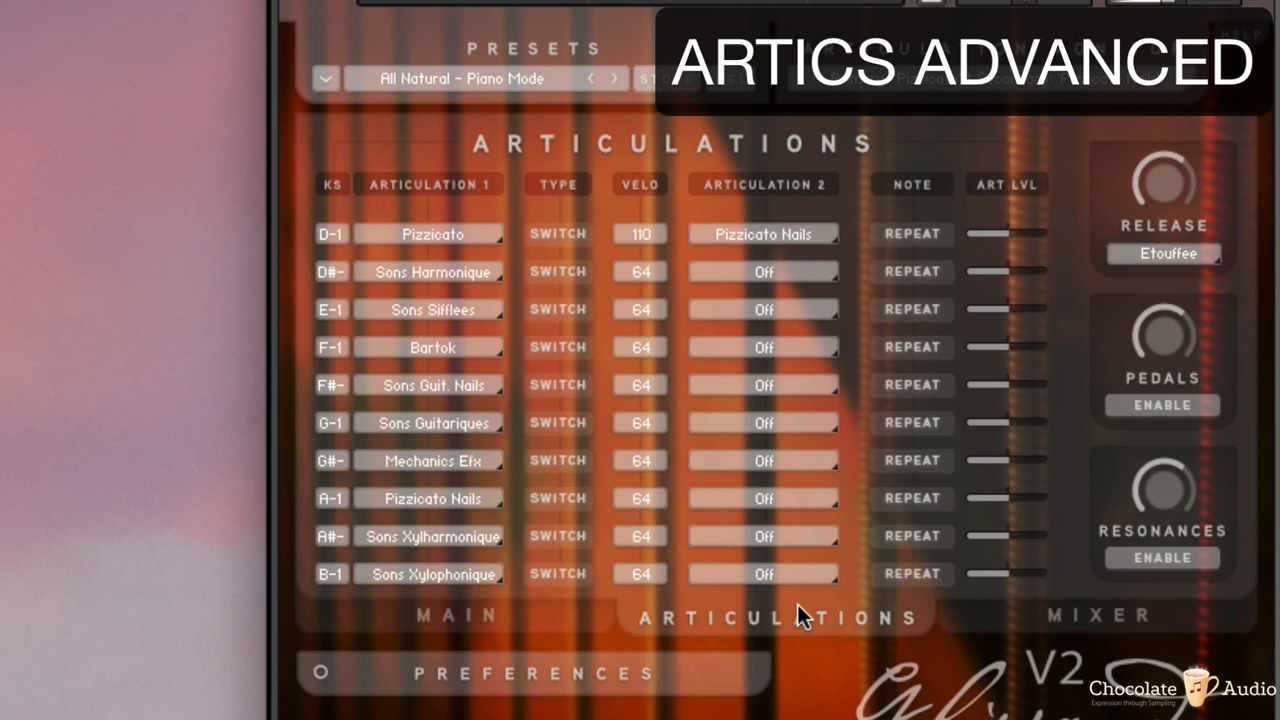 ARTICS ADVANCED
PRESETS
All Natural - Piano Mode < >
ARTICULATIONS
KS ARTICULATION 1 TYPE VELO ARTICULATION 2 NOTE ART LVL
D-1 Pizzicato SWITCH 110 Pizzicato Nails REPEAT
D#- Sons Harmonique SWITCH 64 Off REPEAT
E-1 Sons Sifflees SWITCH 64 Off REPEAT
F-1 Bartok SWITCH 64 Off REPEAT
F#- Sons Guit. Nails SWITCH 64 Off REPEAT
G-1 Sons Guitariques SWITCH 64 Off REPEAT
G#- Mechanics Efx SWITCH 64 Off REPEAT
A-1 Pizzicato Nails SWITCH 64 Off REPEAT
A#- Sons Xylharmonique SWITCH 64 Off REPEAT
B-1 Sons Xylophonique SWITCH 64 Off REPEAT
RELEASE
Etouffee
PEDALS
ENABLE
RESONANCES
ENABLE
MAIN ARTICULATIONS MIXER
PREFERENCES
V2
Chocolate Audio
Expression through Sampling